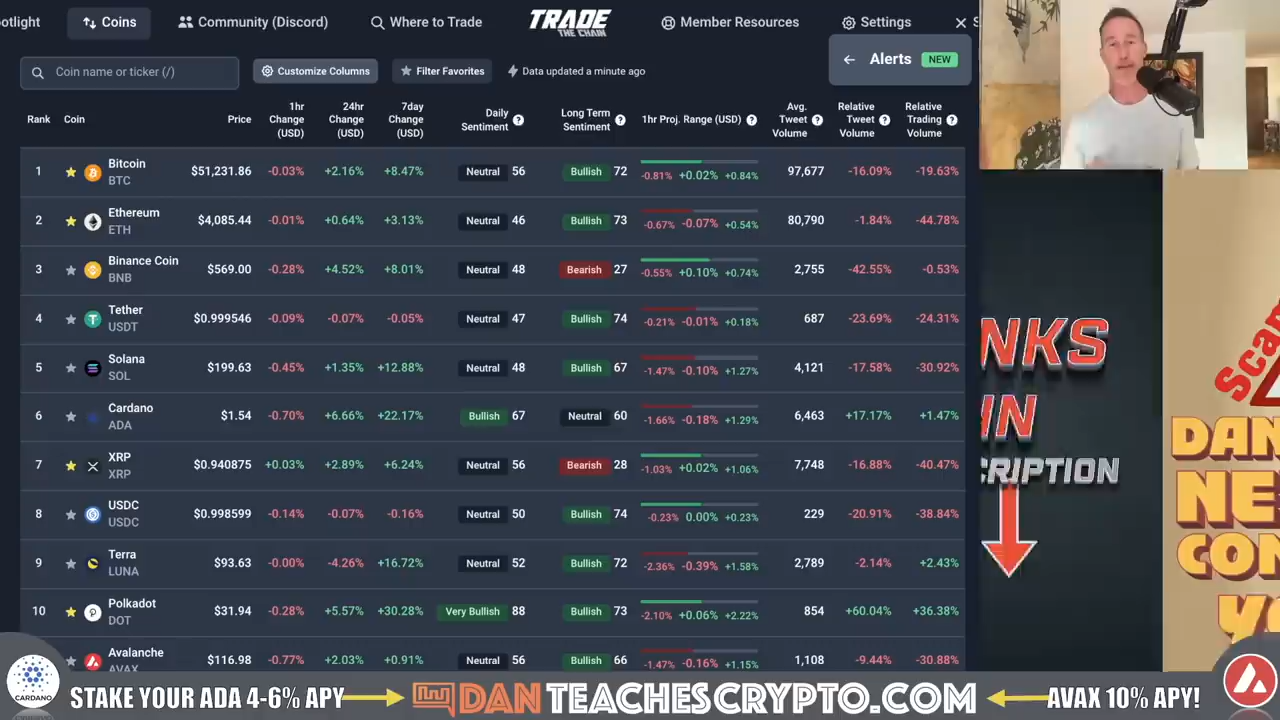 otlight
Coins
Community (Discord)
Where to Trade
TRADE
THE CHAIN
Member Resources
Settings
S
Alerts NEW
Coin name or ticker (/)
Customize Columns
Filter Favorites
Data updated a minute ago
Rank Coin Price 1hr Change (USD) 24hr Change (USD) 7day Change (USD) Daily Sentiment Long Term Sentiment 1hr Proj. Range (USD) Avg. Tweet Volume Relative Tweet Volume Relative Trading Volume
1 Bitcoin BTC $51,231.86 -0.03% +2.16% +8.47% Neutral 56 Bullish 72 -0.81% +0.02% +0.84% 97,677 -16.09% -19.63%
2 Ethereum ETH $4,085.44 -0.01% +0.64% +3.13% Neutral 46 Bullish 73 -0.67% -0.07% +0.54% 80,790 -1.84% -44.78%
3 Binance Coin BNB $569.00 -0.28% +4.52% +8.01% Neutral 48 Bearish 27 -0.55% +0.10% +0.74% 2,755 -42.55% -0.53%
4 Tether USDT $0.999546 -0.09% -0.07% -0.05% Neutral 47 Bullish 74 -0.21% -0.01% +0.18% 687 -23.69% -24.31%
5 Solana SOL $199.63 -0.45% +1.35% +12.88% Neutral 48 Bullish 67 -1.47% -0.10% +1.27% 4,121 -17.58% -30.92%
6 Cardano ADA $1.54 -0.70% +6.66% +22.17% Bullish 67 Neutral 60 -1.66% -0.18% +1.29% 6,463 +17.17% +1.47%
7 XRP XRP $0.940875 +0.03% +2.89% +6.24% Neutral 56 Bearish 28 -1.03% +0.02% +1.06% 7,748 -16.88% -40.47%
8 USDC USDC $0.998599 -0.14% -0.07% -0.16% Neutral 50 Bullish 74 -0.23% 0.00% +0.23% 229 -20.91% -38.84%
9 Terra LUNA $93.63 -0.00% -4.26% +16.72% Neutral 52 Bullish 72 -2.36% -0.39% +1.58% 2,789 -2.14% +2.43%
10 Polkadot DOT $31.94 -0.28% +5.57% +30.28% Very Bullish 88 Bullish 73 -2.10% +0.06% +2.22% 854 +60.04% +36.38%
Avalanche AVAX $116.98 -0.77% +2.03% +0.91% Neutral 56 Bullish 66 -1.47% -0.16% +1.15% 1,108 -9.44% -30.88%
NKS
IN
CRIPTION
Scam
DAN
NE
CON
YO
CARDANO
STAKE YOUR ADA 4-6% APY
DANTEACHESCRYPTO.COM
AVAX 10% APY!